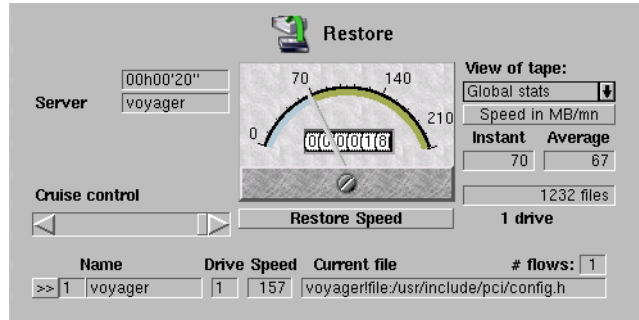 Restore
00h00'20"
Server voyager
0 70 140 210
000018
View of tape:
Global stats
Speed in MB/mn
Instant Average
70 67
1232 files
1 drive
Cruise control
Restore Speed
Name Drive Speed Current file # flows: 1
>> 1 voyager 1 157 voyager!file:/usr/include/pci/config.h